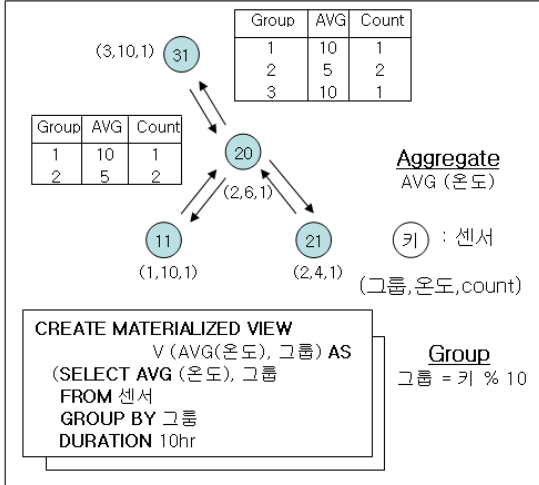 (3,10,1)
31
Group AVG Count
1 10 1
2 5 2
3 10 1
Group AVG Count
1 10 1
2 5 2
20
(2,6,1)
11
(1,10,1)
21
(2,4,1)
Aggregate
AVG (온도)
키 : 센서
(그룹,온도,count)
CREATE MATERIALIZED VIEW
V (AVG(온도), 그룹) AS
(SELECT AVG (온도), 그룹
FROM 센서
GROUP BY 그룹
DURATION 10hr
Group
그룹 = 키 % 10